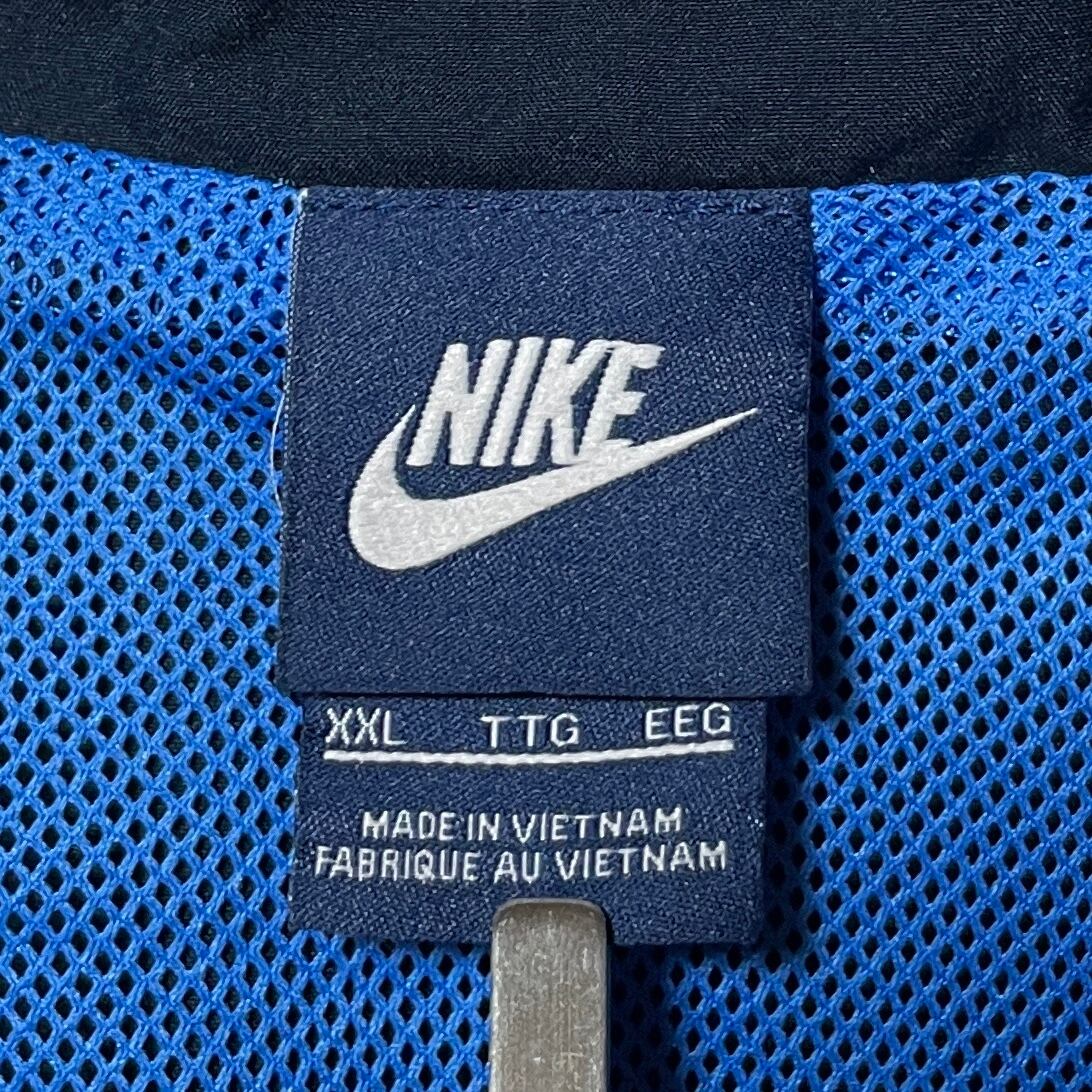 NIKE
XXL TTG EEG
MADE IN VIETNAM
FABRIQUE AU VIETNAM